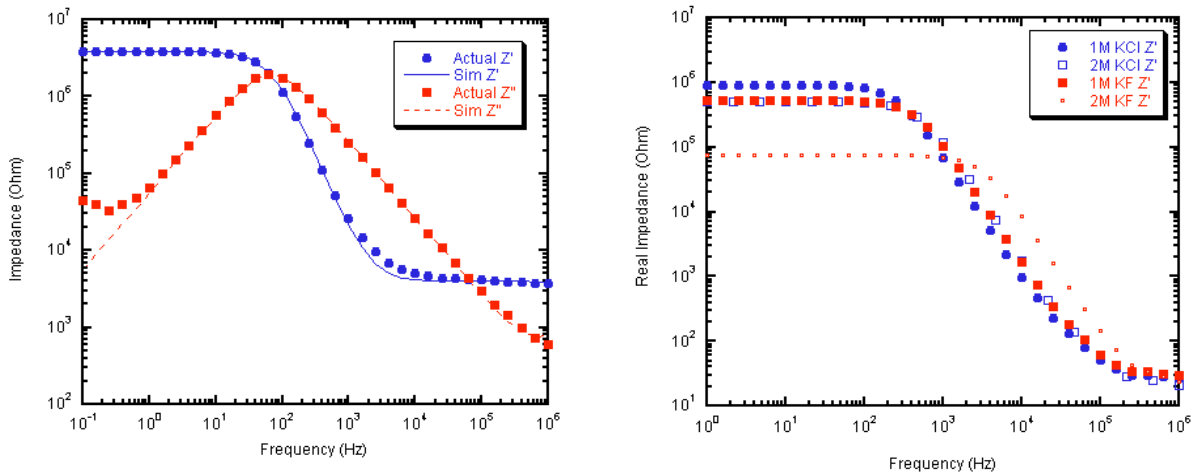 10⁷
10⁶
10⁵
10⁴
10³
10²
Impedance (Ohm)
Actual Z'
Sim Z'
Actual Z"
Sim Z"
10⁻¹ 10⁰ 10¹ 10² 10³ 10⁴ 10⁵ 10⁶
Frequency (Hz)
10⁷
10⁶
10⁵
10⁴
10³
10²
10¹
Real Impedance (Ohm)
1M KCl Z'
2M KCl Z'
1M KF Z'
2M KF Z'
10⁰ 10¹ 10² 10³ 10⁴ 10⁵ 10⁶
Frequency (Hz)